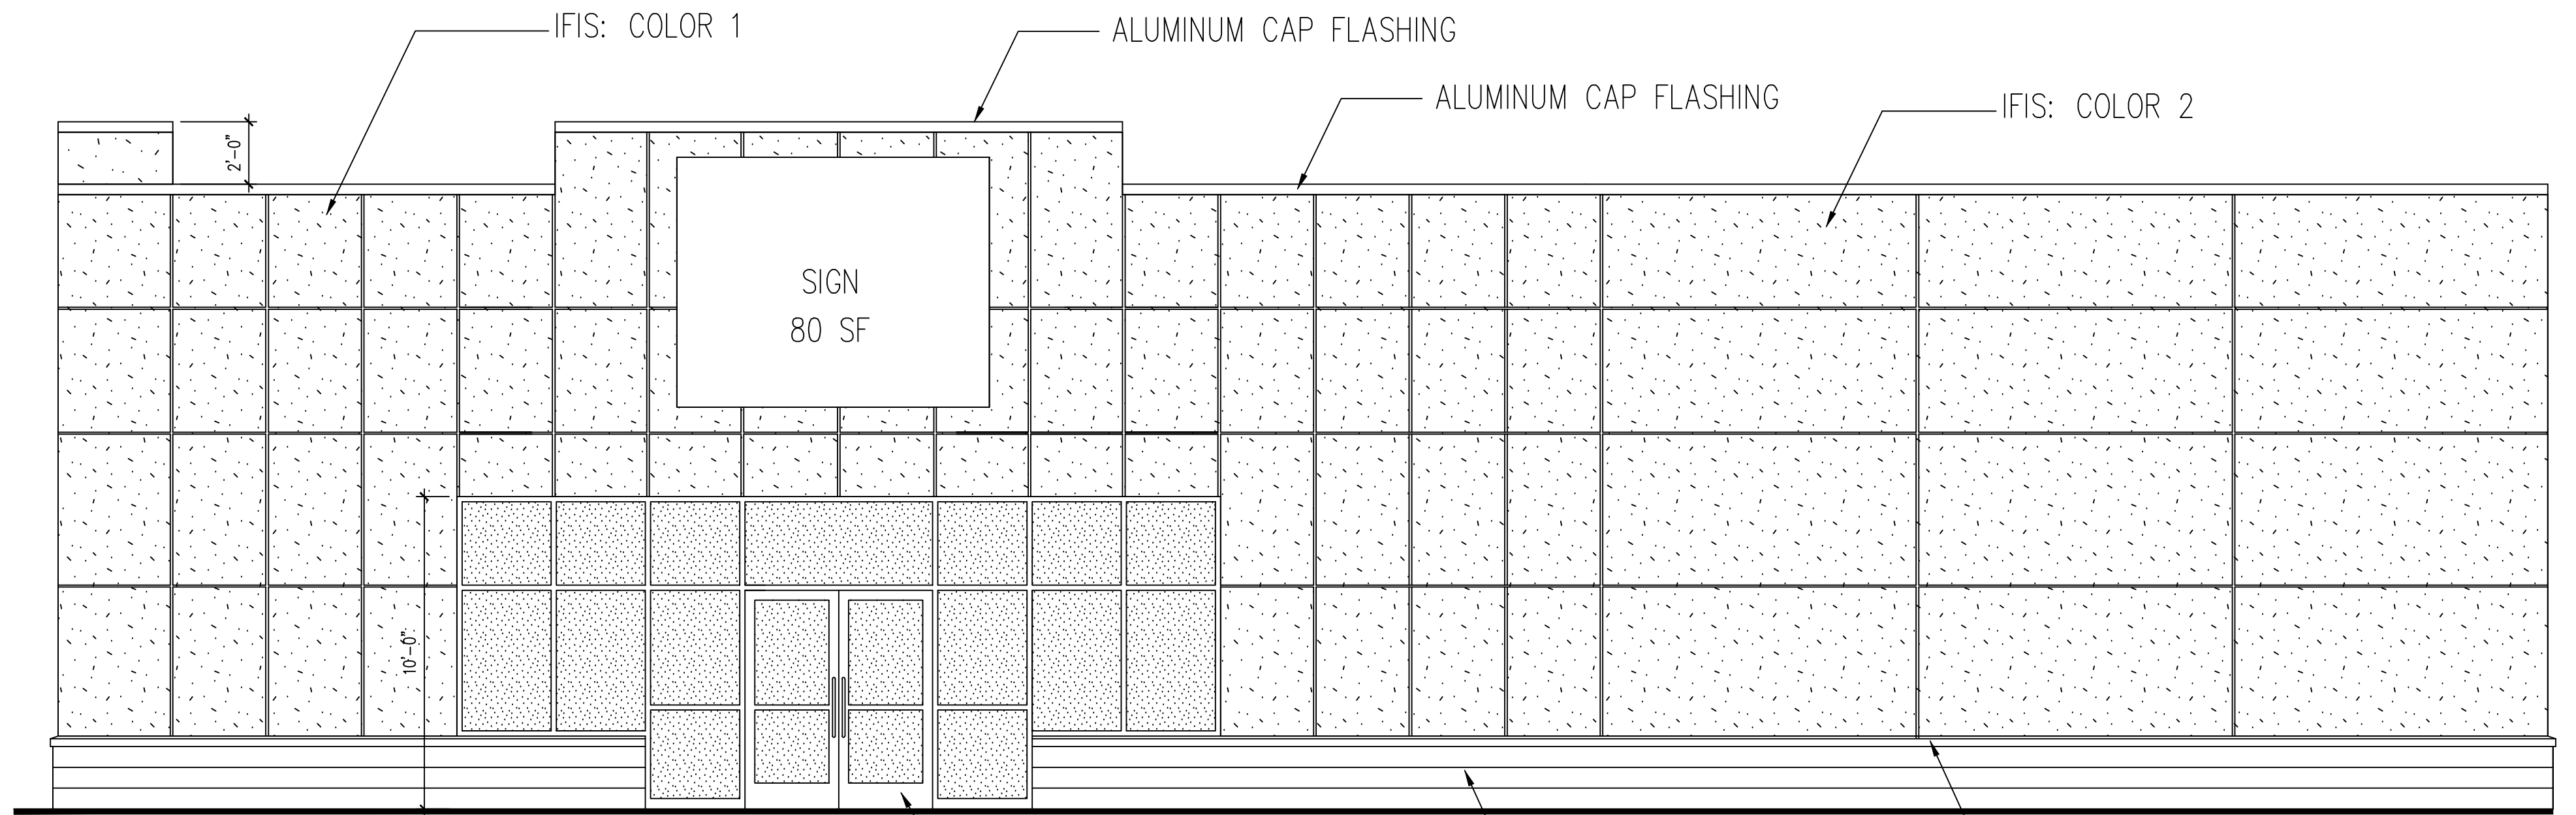 IFIS: COLOR 1
ALUMINUM CAP FLASHING
ALUMINUM CAP FLASHING
IFIS: COLOR 2
2'-0"
SIGN
80 SF
10'-0"